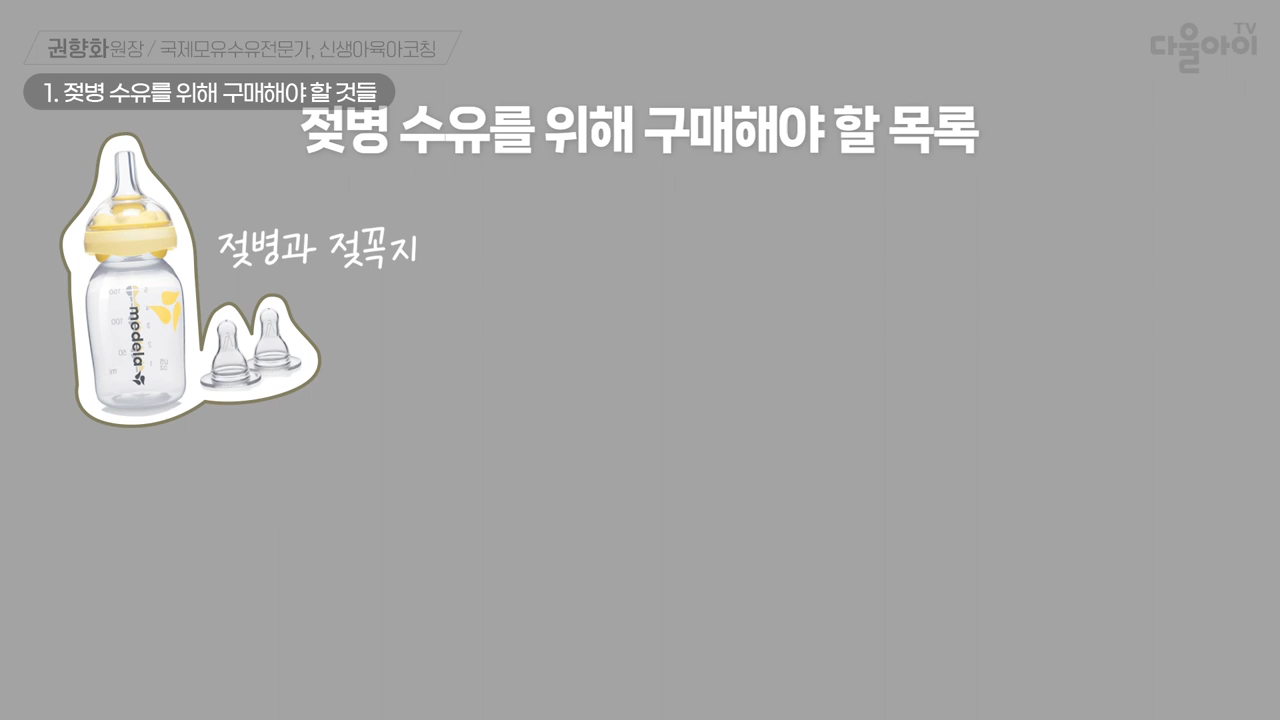 권향화원장 / 국제모유수유전문가, 신생아육아코칭
다울아이 TV
1. 젖병 수유를 위해 구매해야 할 것들
젖병 수유를 위해 구매해야 할 목록
젖병과 젖꼭지
medela